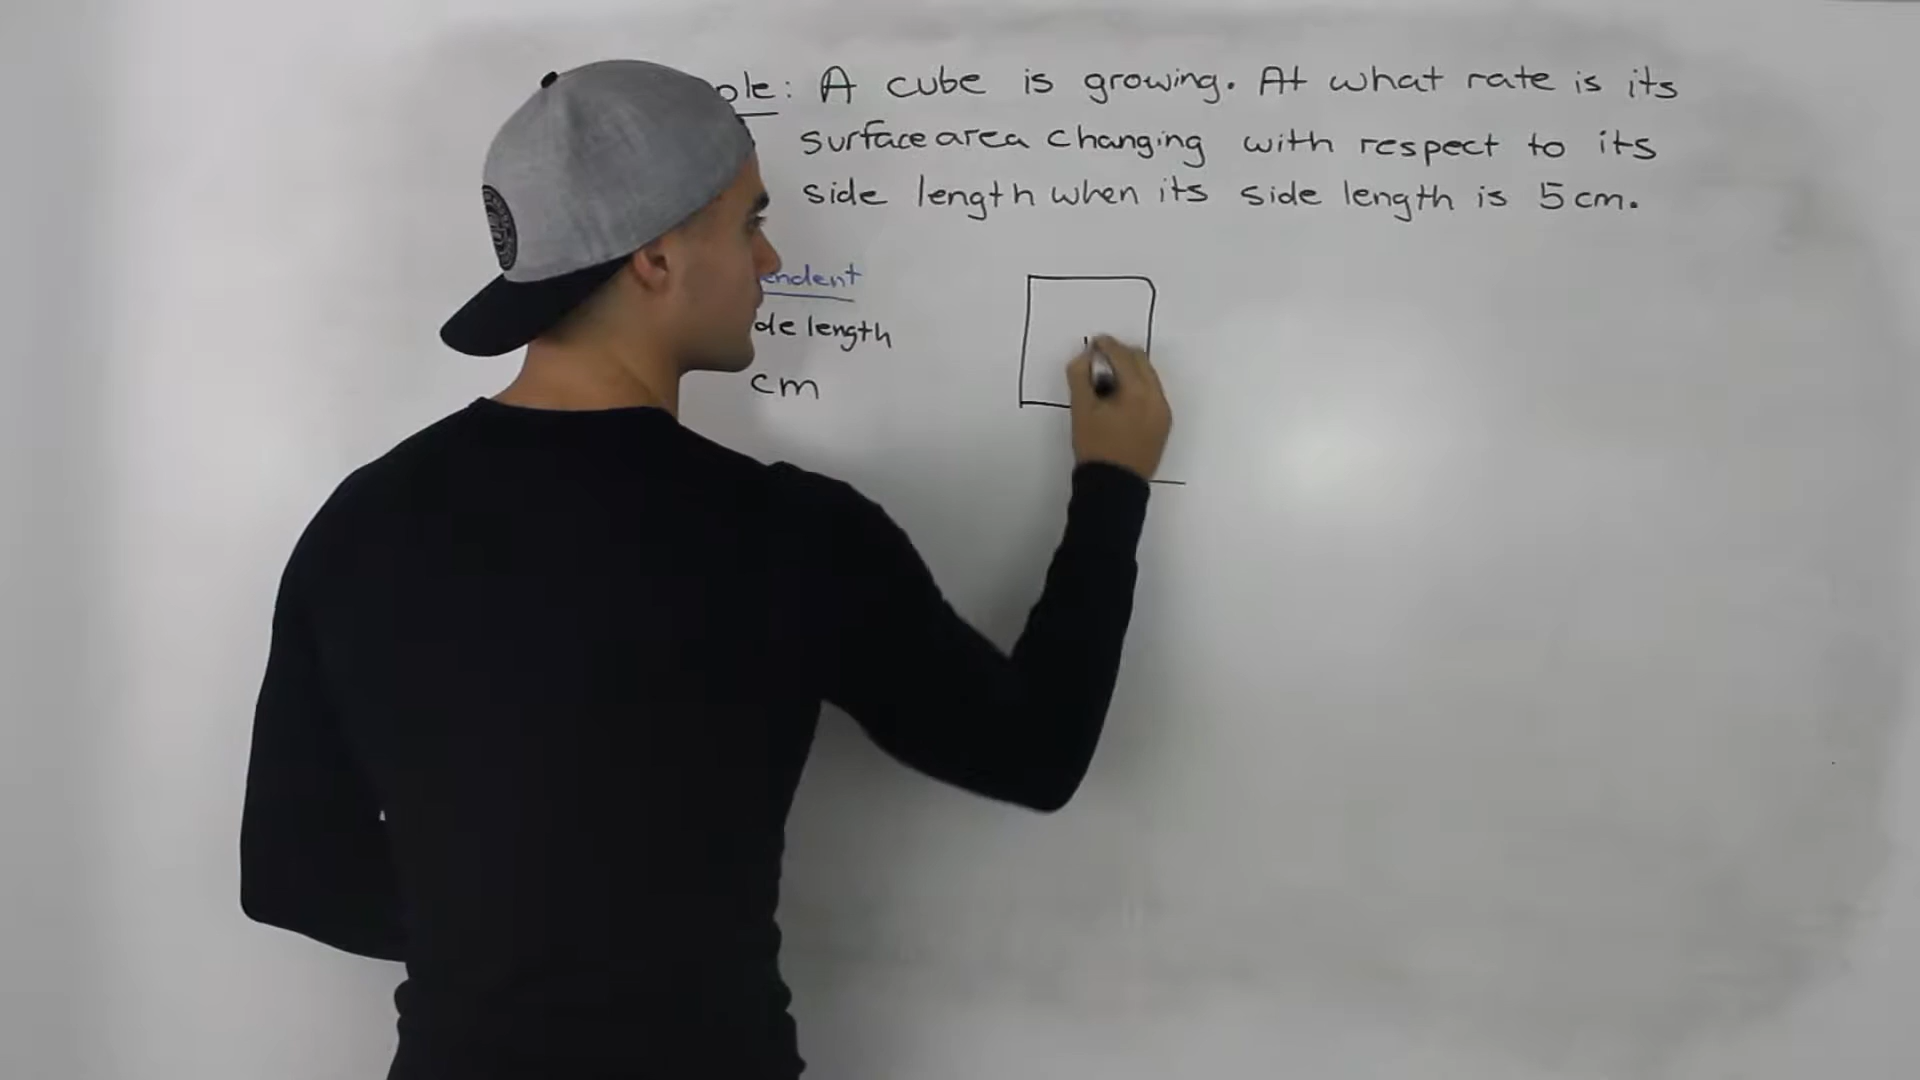 ple: A cube is growing. At what rate is its
surface area changing with respect to its
side length when its side length is 5 cm.
endent
de length
cm